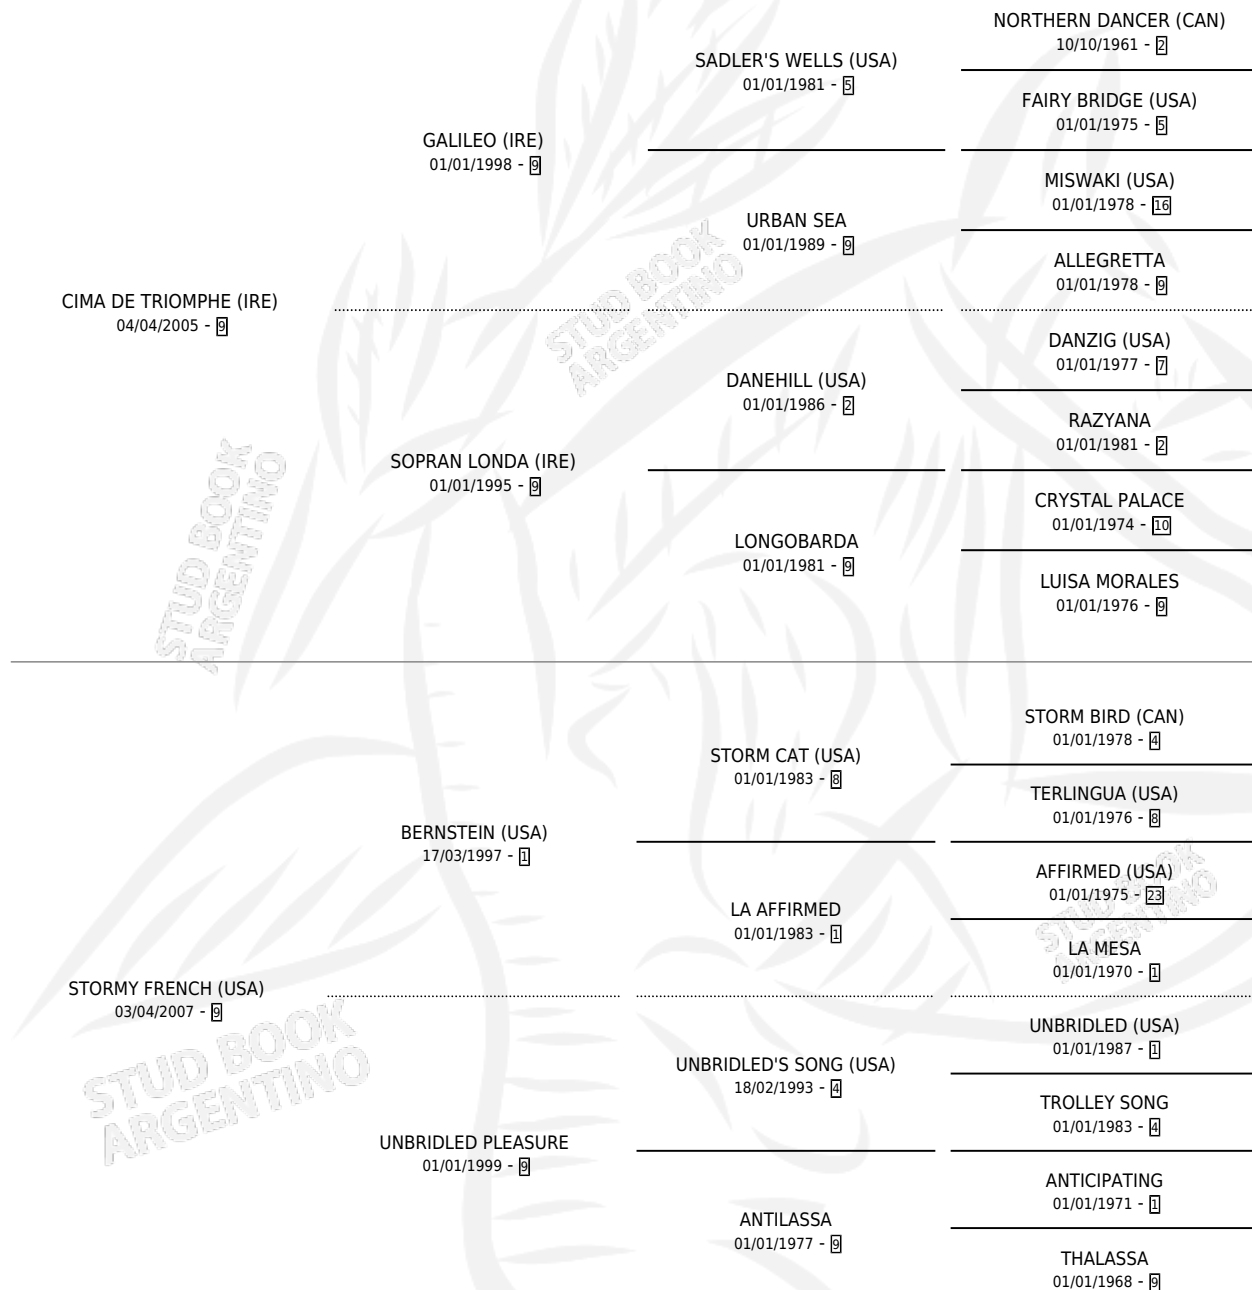 NORTHERN DANCER (CAN)
10/10/1961 - 2
SADLER'S WELLS (USA)
01/01/1981 - 5
FAIRY BRIDGE (USA)
01/01/1975 - 5
GALILEO (IRE)
01/01/1998 - 9
MISWAKI (USA)
01/01/1978 - 16
URBAN SEA
01/01/1989 - 9
ALLEGRETTA
01/01/1978 - 9
CIMA DE TRIOMPHE (IRE)
04/04/2005 - 9
DANZIG (USA)
01/01/1977 - 7
DANEHILL (USA)
01/01/1986 - 2
RAZYANA
01/01/1981 - 2
SOPRAN LONDA (IRE)
01/01/1995 - 9
CRYSTAL PALACE
01/01/1974 - 10
LONGOBARDA
01/01/1981 - 9
LUISA MORALES
01/01/1976 - 9
STORM BIRD (CAN)
01/01/1978 - 4
STORM CAT (USA)
01/01/1983 - 8
TERLINGUA (USA)
01/01/1976 - 8
BERNSTEIN (USA)
17/03/1997 - 1
AFFIRMED (USA)
01/01/1975 - 23
LA AFFIRMED
01/01/1983 - 1
LA MESA
01/01/1970 - 1
STORMY FRENCH (USA)
03/04/2007 - 9
UNBRIDLED (USA)
01/01/1987 - 1
UNBRIDLED'S SONG (USA)
18/02/1993 - 4
TROLLEY SONG
01/01/1983 - 4
UNBRIDLED PLEASURE
01/01/1999 - 9
ANTICIPATING
01/01/1971 - 1
ANTILASSA
01/01/1977 - 9
THALASSA
01/01/1968 - 9
STUD BOOK
ARGENTINO
STUD BOOK
ARGENTINO
STUD BOOK
ARGENTINO
STUD BOOK
ARGENTINO